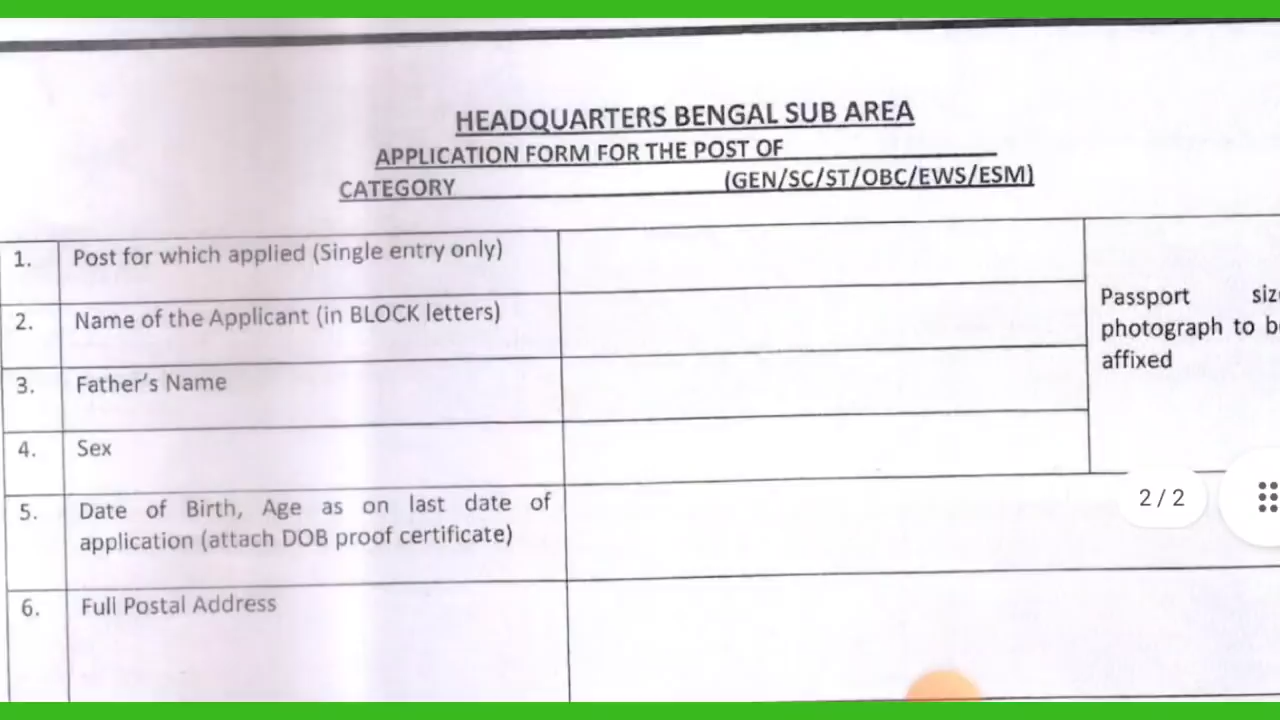 HEADQUARTERS BENGAL SUB AREA
APPLICATION FORM FOR THE POST OF
CATEGORY (GEN/SC/ST/OBC/EWS/ESM)
1. Post for which applied (Single entry only)
Passport siz
photograph to b
affixed
2. Name of the Applicant (in BLOCK letters)
3. Father's Name
4. Sex
5. Date of Birth, Age as on last date of
application (attach DOB proof certificate)
2 / 2
6. Full Postal Address